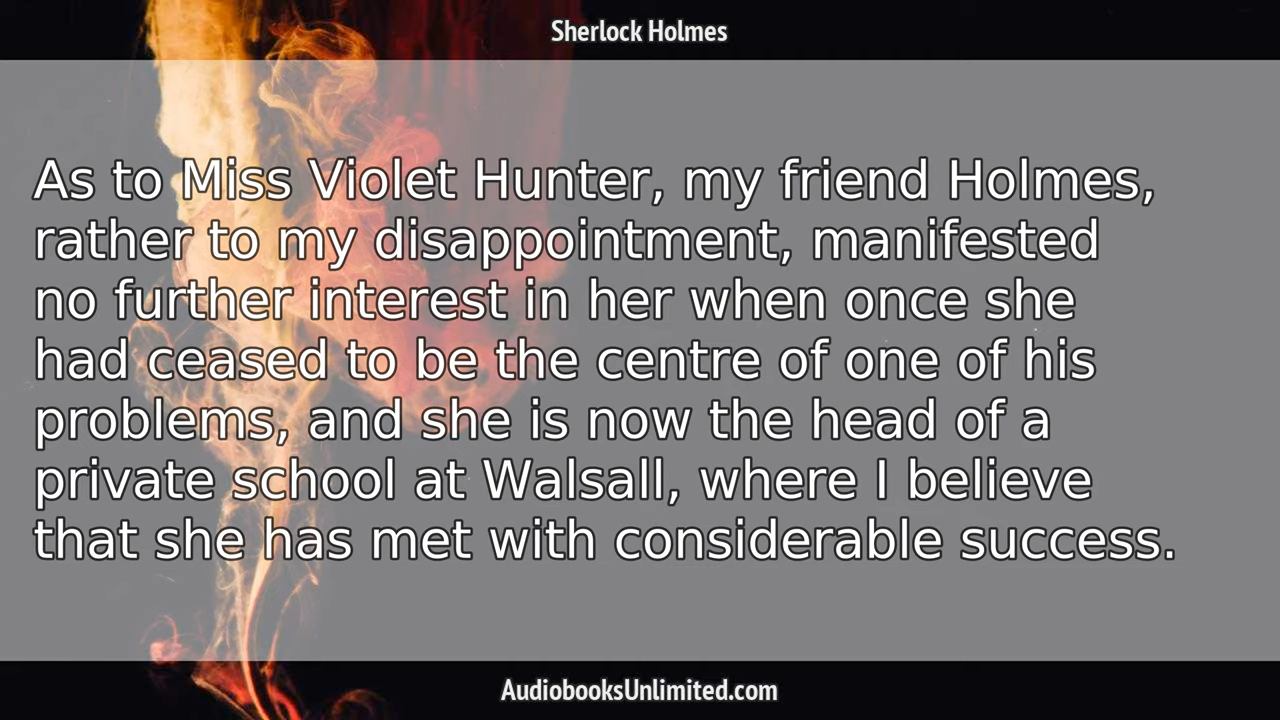 Sherlock Holmes
As to Miss Violet Hunter, my friend Holmes,
rather to my disappointment, manifested
no further interest in her when once she
had ceased to be the centre of one of his
problems, and she is now the head of a
private school at Walsall, where I believe
that she has met with considerable success.
AudiobooksUnlimited.com